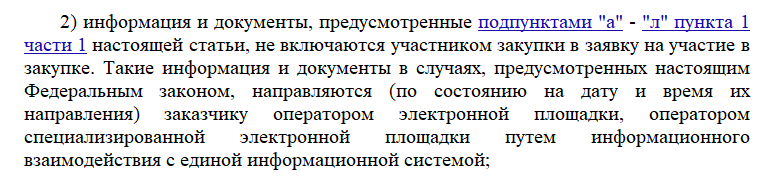 2) информация и документы, предусмотренные подпунктами "а" - "л" пункта 1
части 1 настоящей статьи, не включаются участником закупки в заявку на участие в
закупке. Такие информация и документы в случаях, предусмотренных настоящим
Федеральным законом, направляются (по состоянию на дату и время их
направления) заказчику оператором электронной площадки, оператором
специализированной электронной площадки путем информационного
взаимодействия с единой информационной системой;